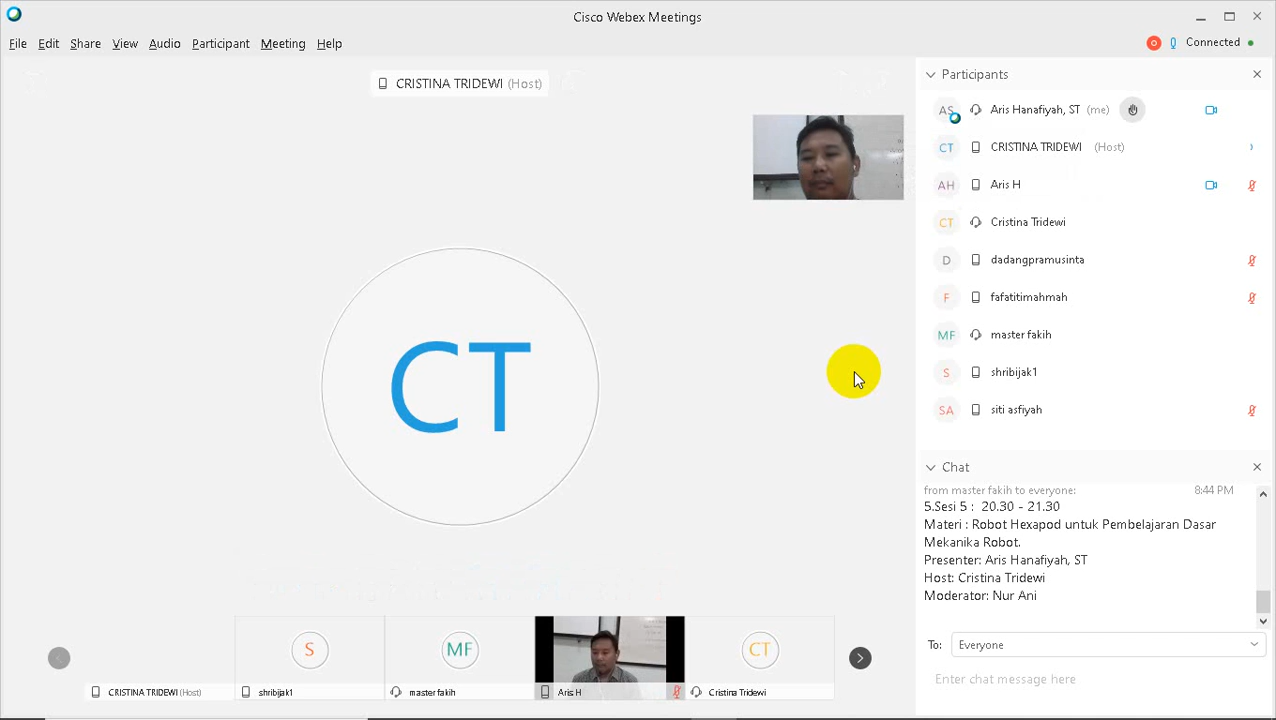 Cisco Webex Meetings
File Edit Share View Audio Participant Meeting Help
Connected
CRISTINA TRIDEWI (Host)
CT
Participants
AS Aris Hanafiyah, ST (me)
CT CRISTINA TRIDEWI (Host)
AH Aris H
CT Cristina Tridewi
D dadangpramusinta
F fafatitimahmah
MF master fakih
S shribijak1
SA siti asfiyah
Chat
from master fakih to everyone: 8:44 PM
5.Sesi 5 : 20.30 - 21.30
Materi : Robot Hexapod untuk Pembelajaran Dasar
Mekanika Robot.
Presenter: Aris Hanafiyah, ST
Host: Cristina Tridewi
Moderator: Nur Ani
To: Everyone
Enter chat message here
S MF CT
CRISTINA TRIDEWI (Host) shribijak1 master fakih Aris H Cristina Tridewi